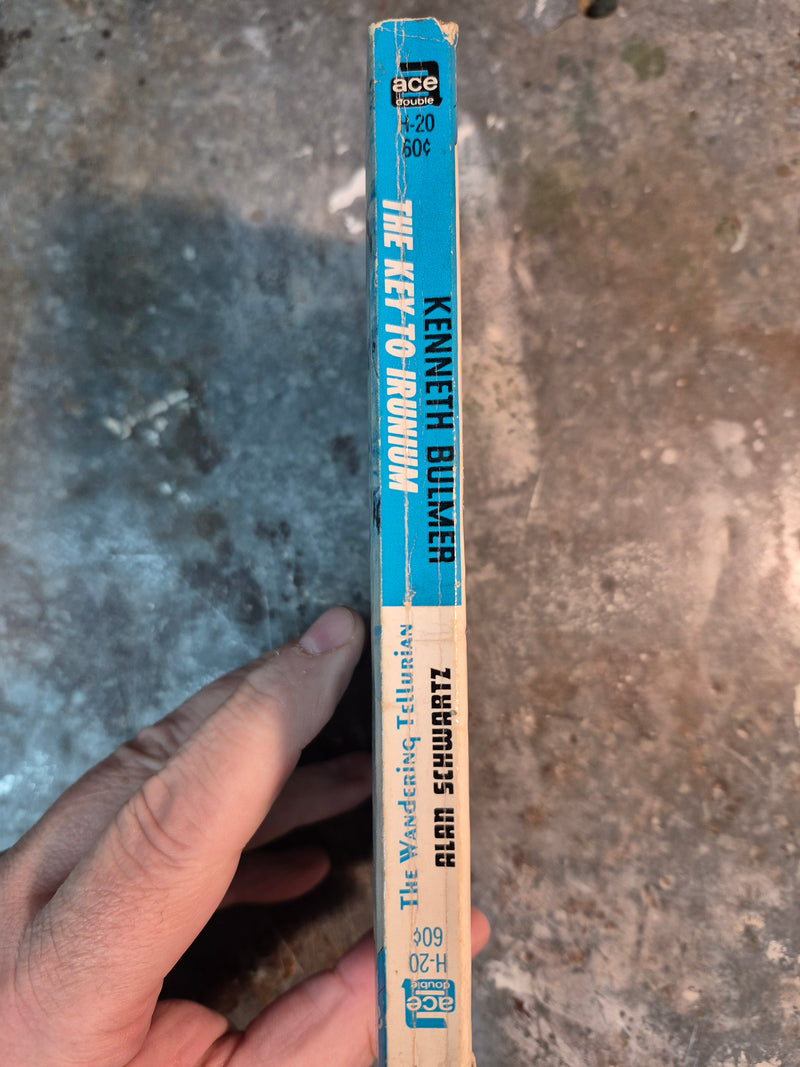 ace
double
H-20
60¢
THE KEY TO IRUNIUM
KENNETH BULMER
The Wandering Tellurian
ALAN SCHWARTZ
60¢
H-20
ace
double